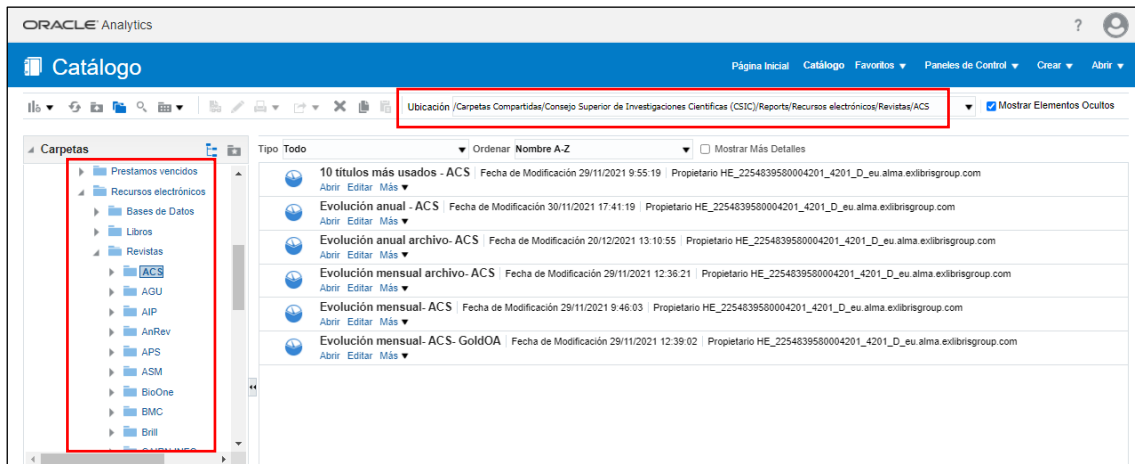 ORACLE Analytics
?
Catálogo
Página Inicial Catálogo Favoritos Paneles de Control Crear Abrir
Ubicación /Carpetas Compartidas/Consejo Superior de Investigaciones Científicas (CSIC)/Reports/Recursos electrónicos/Revistas/ACS
Mostrar Elementos Ocultos
Carpetas
Prestamos vencidos
Recursos electrónicos
Bases de Datos
Libros
Revistas
ACS
AGU
AIP
AnRev
APS
ASM
BioOne
BMC
Brill
Tipo Todo Ordenar Nombre A-Z Mostrar Más Detalles
10 títulos más usados - ACS Fecha de Modificación 29/11/2021 9:55:19 Propietario HE_2254839580004201_4201_D_eu.alma.exlibrisgroup.com
Abrir Editar Más
Evolución anual - ACS Fecha de Modificación 30/11/2021 17:41:19 Propietario HE_2254839580004201_4201_D_eu.alma.exlibrisgroup.com
Abrir Editar Más
Evolución anual archivo- ACS Fecha de Modificación 20/12/2021 13:10:55 Propietario HE_2254839580004201_4201_D_eu.alma.exlibrisgroup.com
Abrir Editar Más
Evolución mensual archivo- ACS Fecha de Modificación 29/11/2021 12:36:21 Propietario HE_2254839580004201_4201_D_eu.alma.exlibrisgroup.com
Abrir Editar Más
Evolución mensual- ACS Fecha de Modificación 29/11/2021 9:46:03 Propietario HE_2254839580004201_4201_D_eu.alma.exlibrisgroup.com
Abrir Editar Más
Evolución mensual- ACS- GoldOA Fecha de Modificación 29/11/2021 12:39:02 Propietario HE_2254839580004201_4201_D_eu.alma.exlibrisgroup.com
Abrir Editar Más